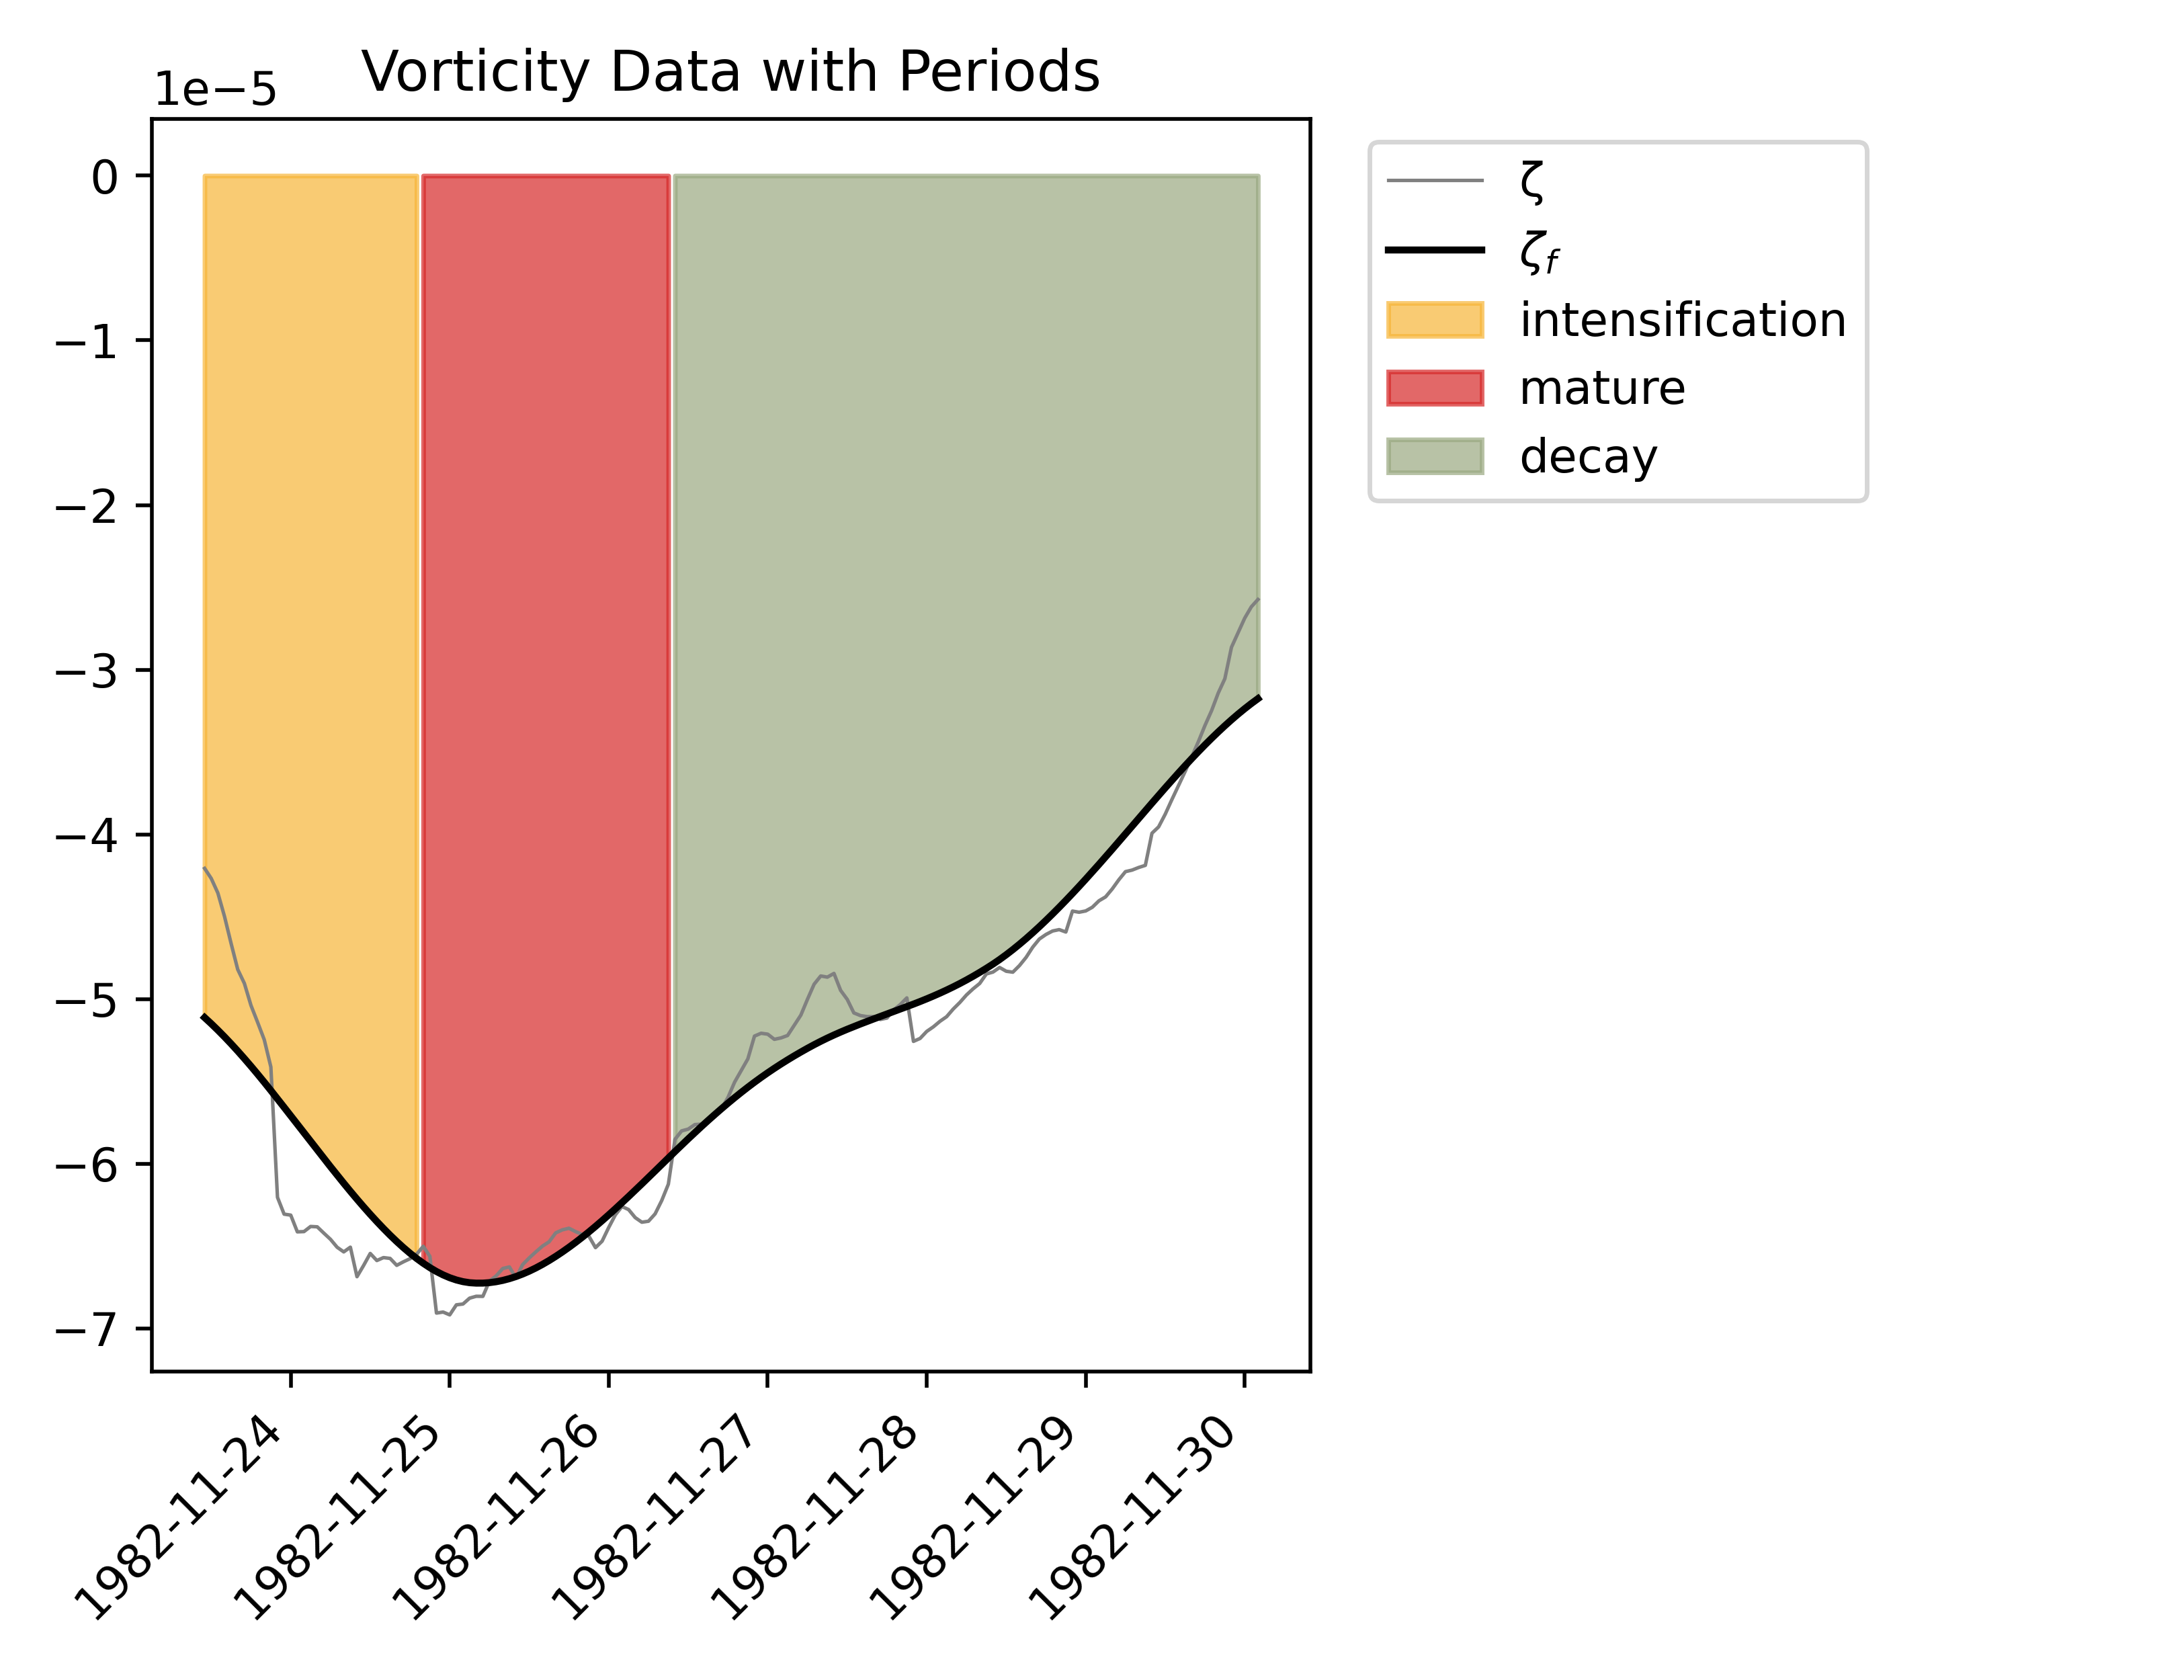 Vorticity Data with Periods
1e−5
0
−1
−2
−3
−4
−5
−6
−7
1982-11-24
1982-11-25
1982-11-26
1982-11-27
1982-11-28
1982-11-29
1982-11-30
ζ
ζf
intensification
mature
decay